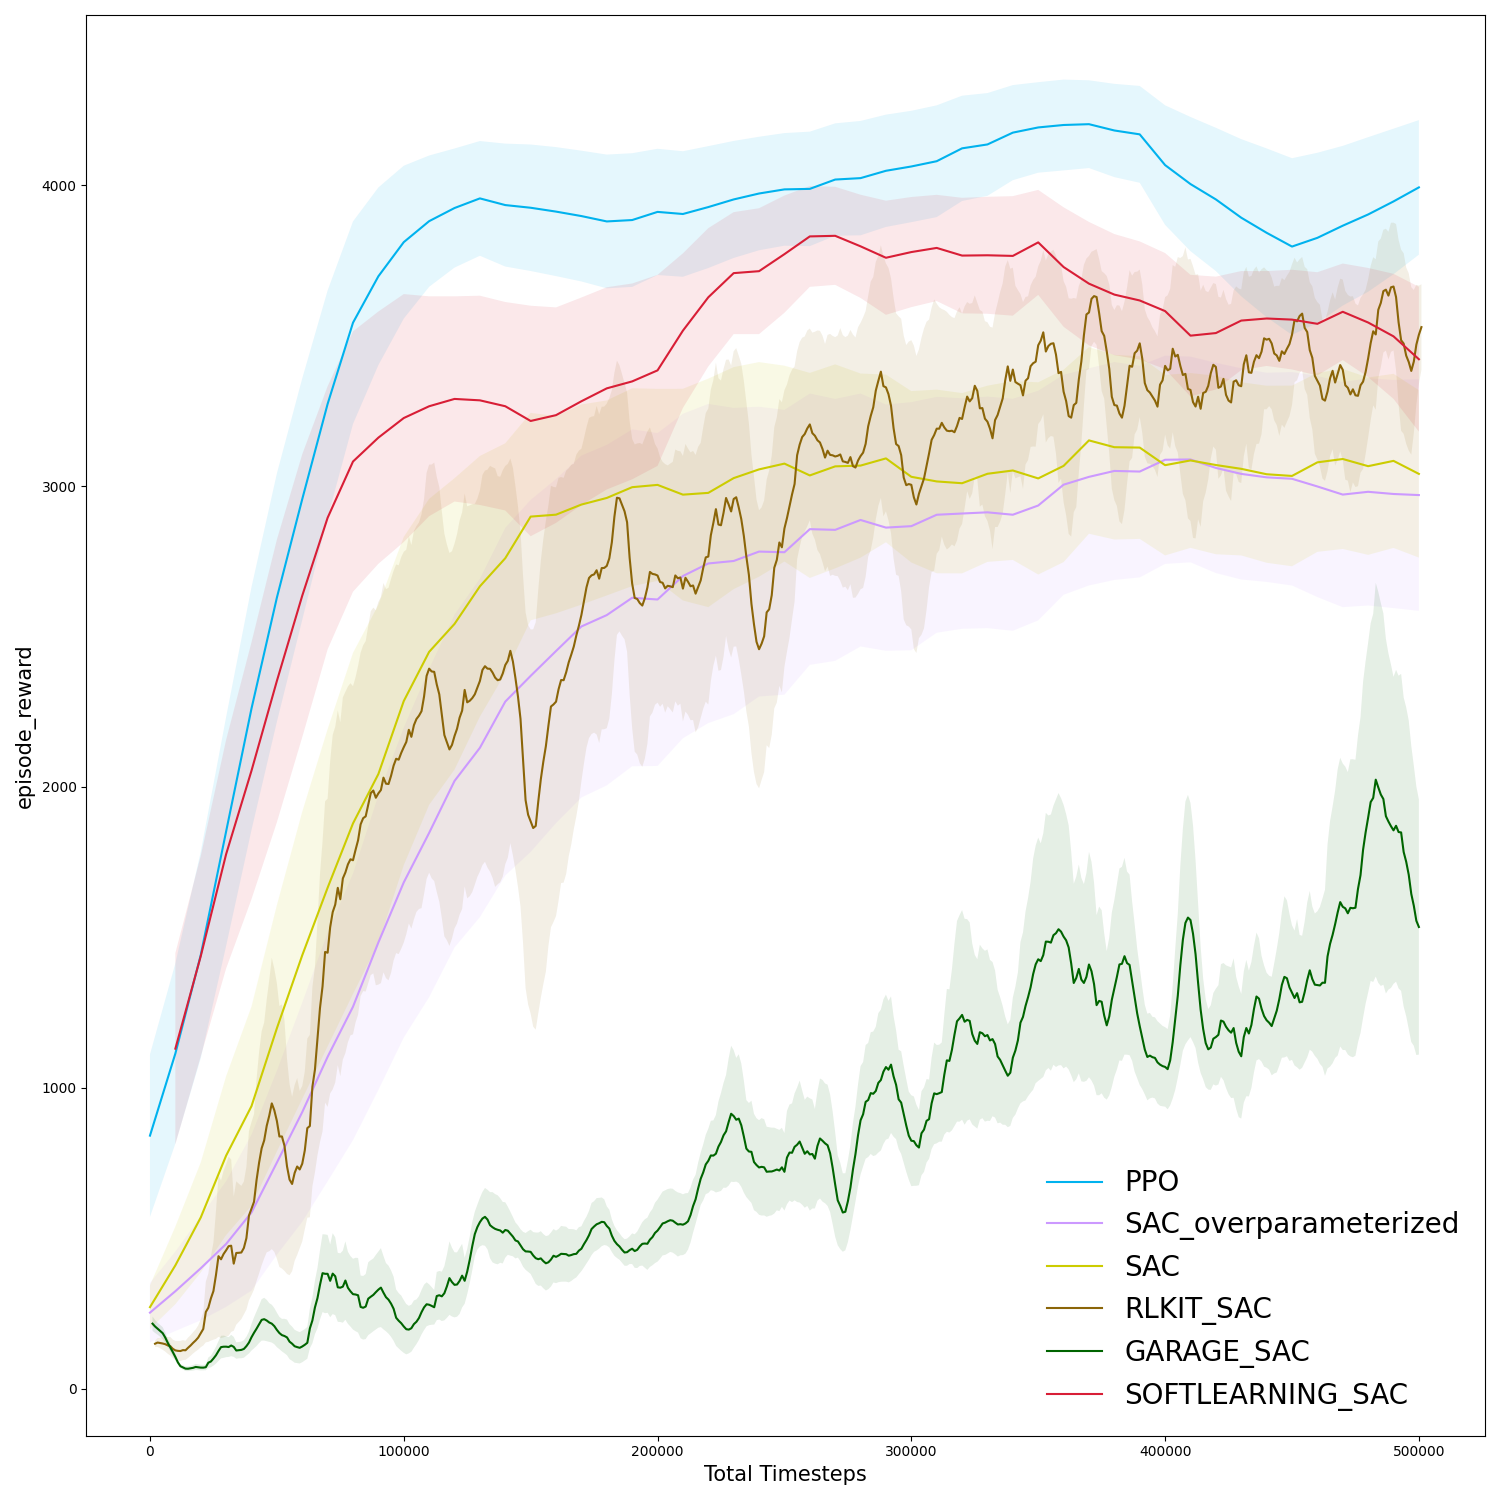 episode_reward
4000
3000
2000
1000
0
0 100000 200000 300000 400000 500000
Total Timesteps
PPO
SAC_overparameterized
SAC
RLKIT_SAC
GARAGE_SAC
SOFTLEARNING_SAC